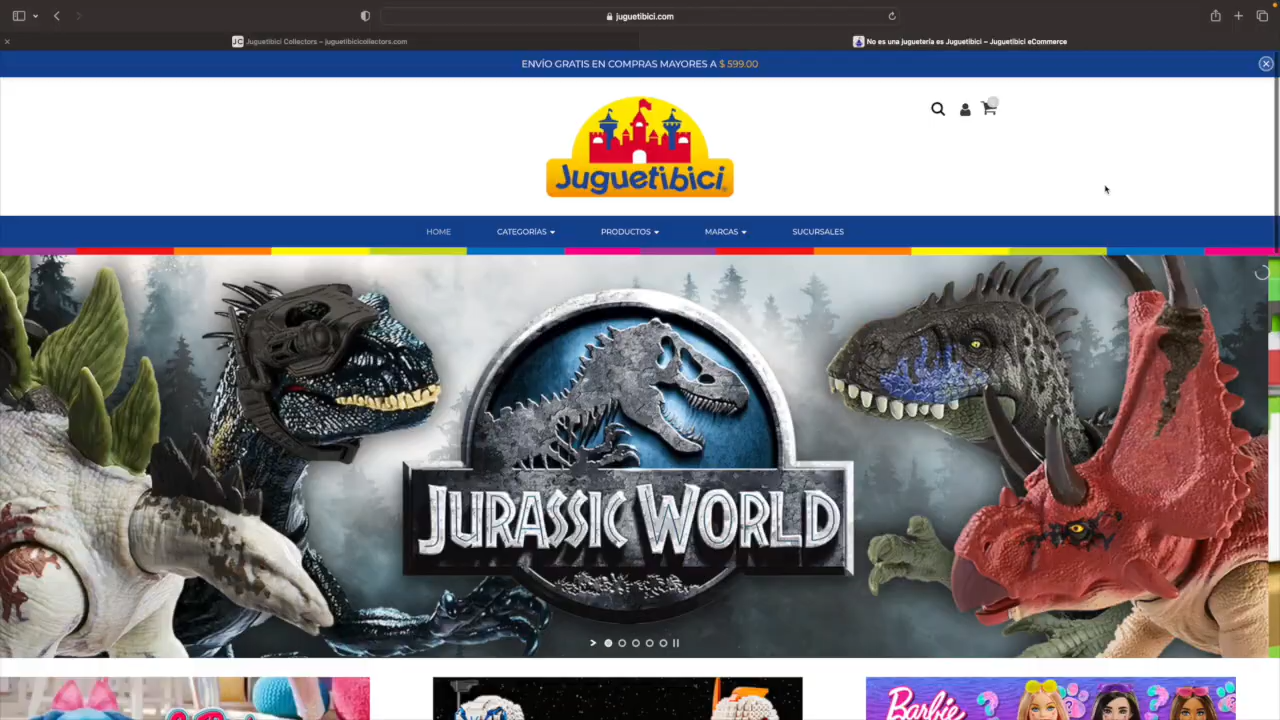 juguetibici.com
JC Juguetibici Collectors – juguetibicicollectors.com
No es una juguetería es Juguetibici – Juguetibici eCommerce
ENVÍO GRATIS EN COMPRAS MAYORES A $ 599.00
Juguetibici
HOME CATEGORÍAS PRODUCTOS MARCAS SUCURSALES
JURASSIC WORLD
Barbie